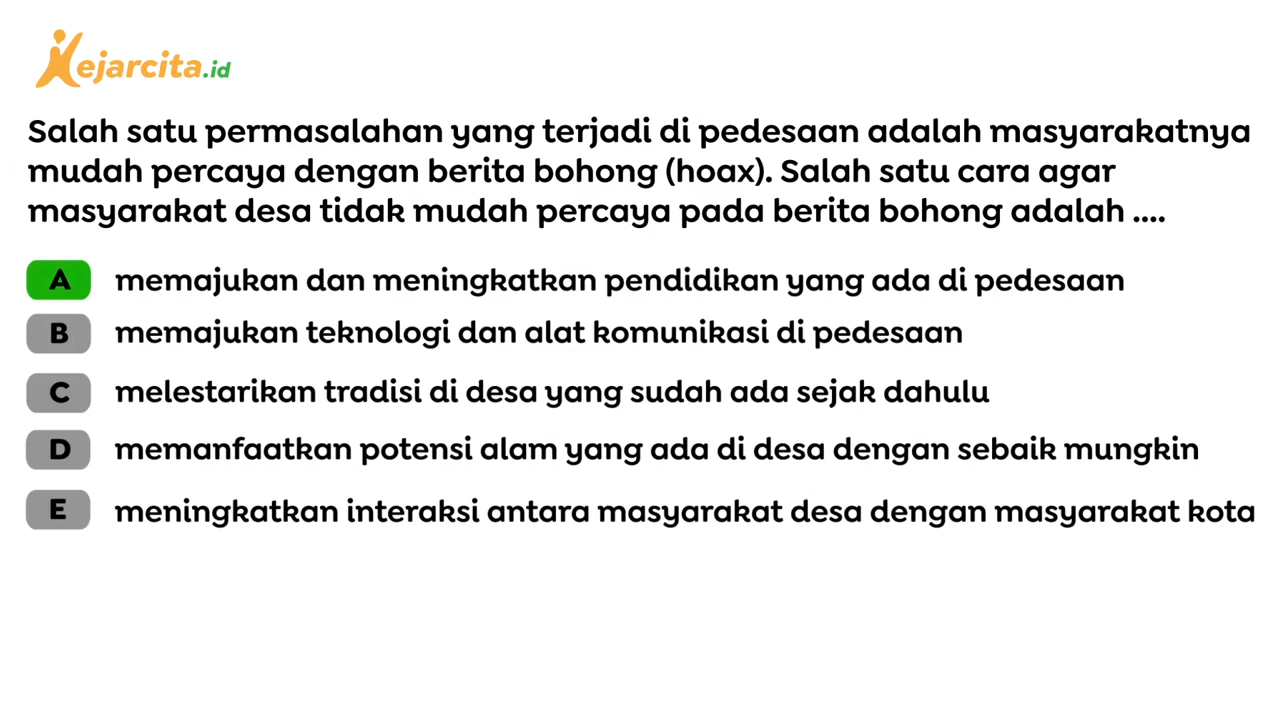 Kejarcita.id
Salah satu permasalahan yang terjadi di pedesaan adalah masyarakatnya
mudah percaya dengan berita bohong (hoax). Salah satu cara agar
masyarakat desa tidak mudah percaya pada berita bohong adalah ....
A memajukan dan meningkatkan pendidikan yang ada di pedesaan
B memajukan teknologi dan alat komunikasi di pedesaan
C melestarikan tradisi di desa yang sudah ada sejak dahulu
D memanfaatkan potensi alam yang ada di desa dengan sebaik mungkin
E meningkatkan interaksi antara masyarakat desa dengan masyarakat kota